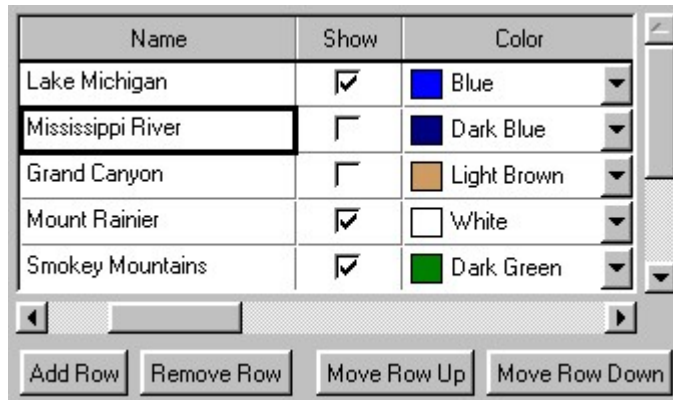 Name Show Color
Lake Michigan Blue
Mississippi River Dark Blue
Grand Canyon Light Brown
Mount Rainier White
Smokey Mountains Dark Green
Add Row Remove Row Move Row Up Move Row Down